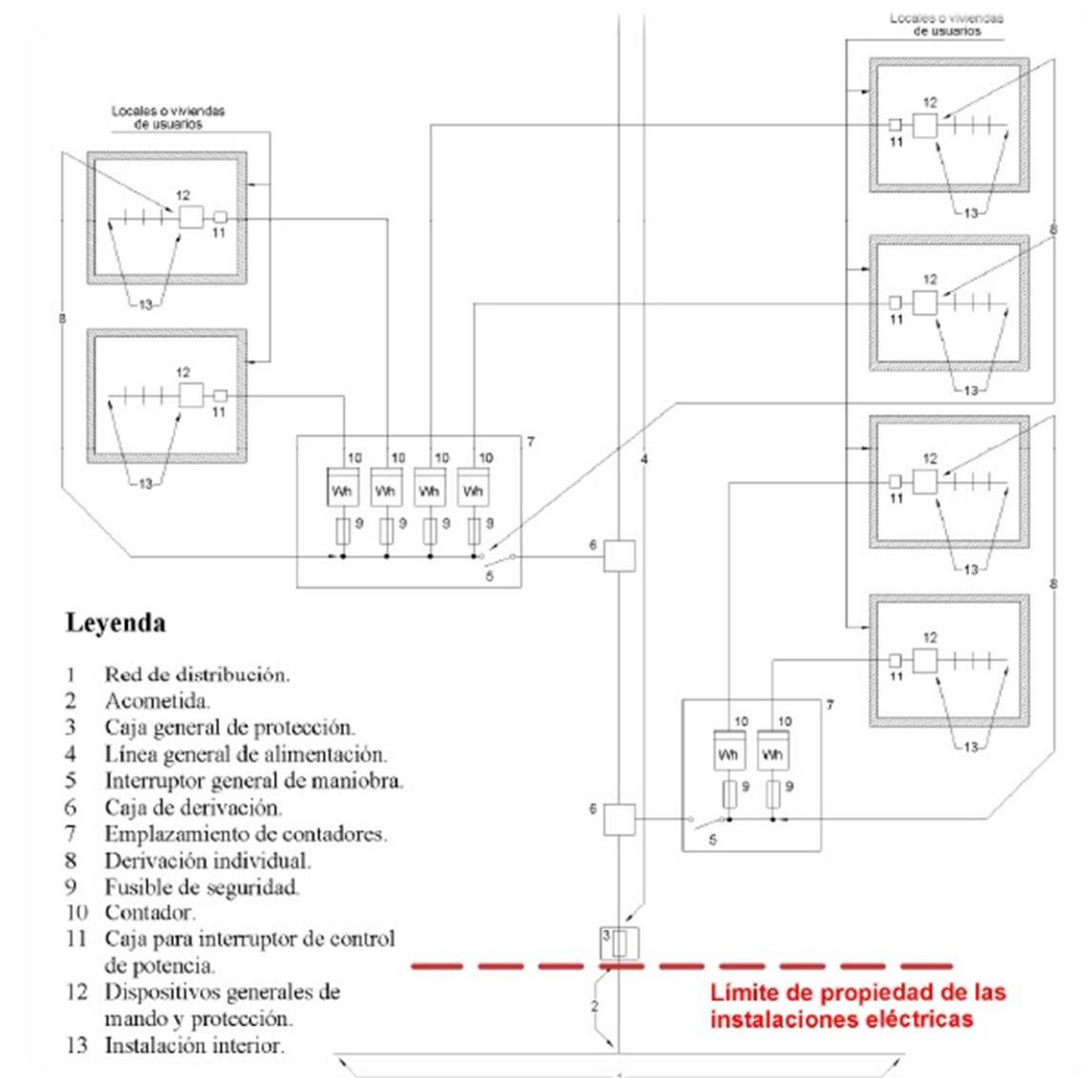 Locales o viviendas
de usuarios
12
11
13
8
12
11
13
Locales o viviendas
de usuarios
12
11
13
8
12
11
13
12
11
13
8
12
11
13
7
10 10 10 10
Wh Wh Wh Wh
9 9 9 9
5
6
4
7
10 10
Wh Wh
9 9
5
6
3
2
Límite de propiedad de las
instalaciones eléctricas
Leyenda
1 Red de distribución.
2 Acometida.
3 Caja general de protección.
4 Línea general de alimentación.
5 Interruptor general de maniobra.
6 Caja de derivación.
7 Emplazamiento de contadores.
8 Derivación individual.
9 Fusible de seguridad.
10 Contador.
11 Caja para interruptor de control
de potencia.
12 Dispositivos generales de
mando y protección.
13 Instalación interior.